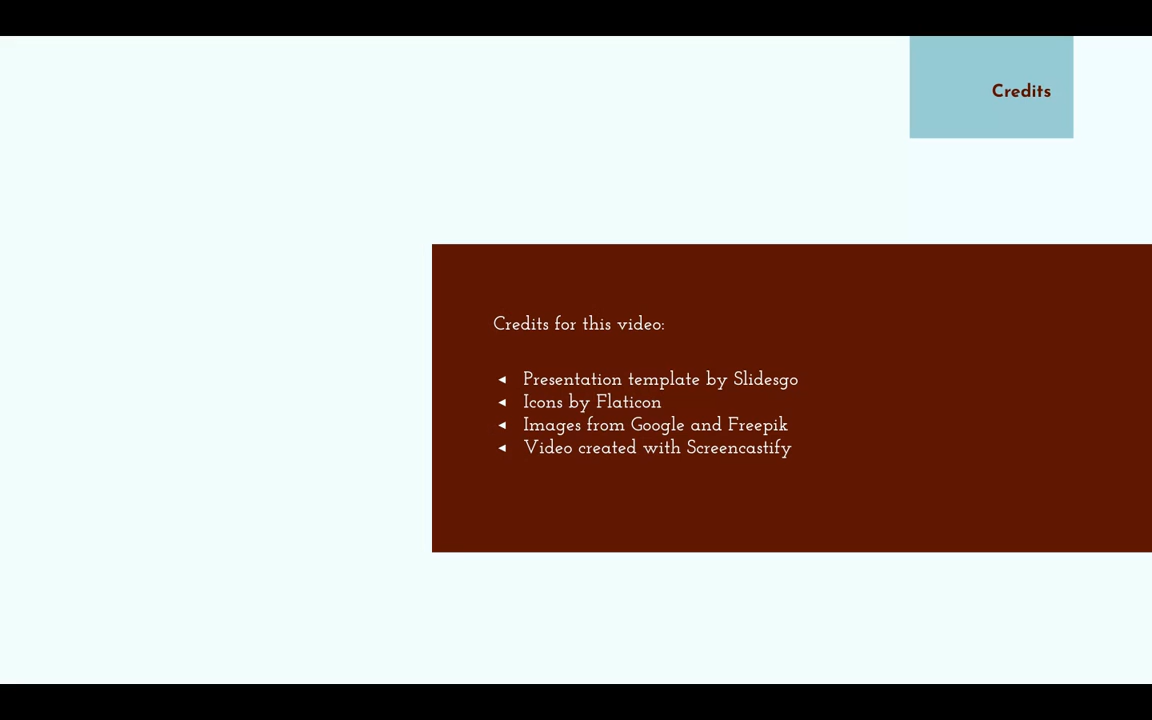 Credits
Credits for this video:
◄ Presentation template by Slidesgo
◄ Icons by Flaticon
◄ Images from Google and Freepik
◄ Video created with Screencastify